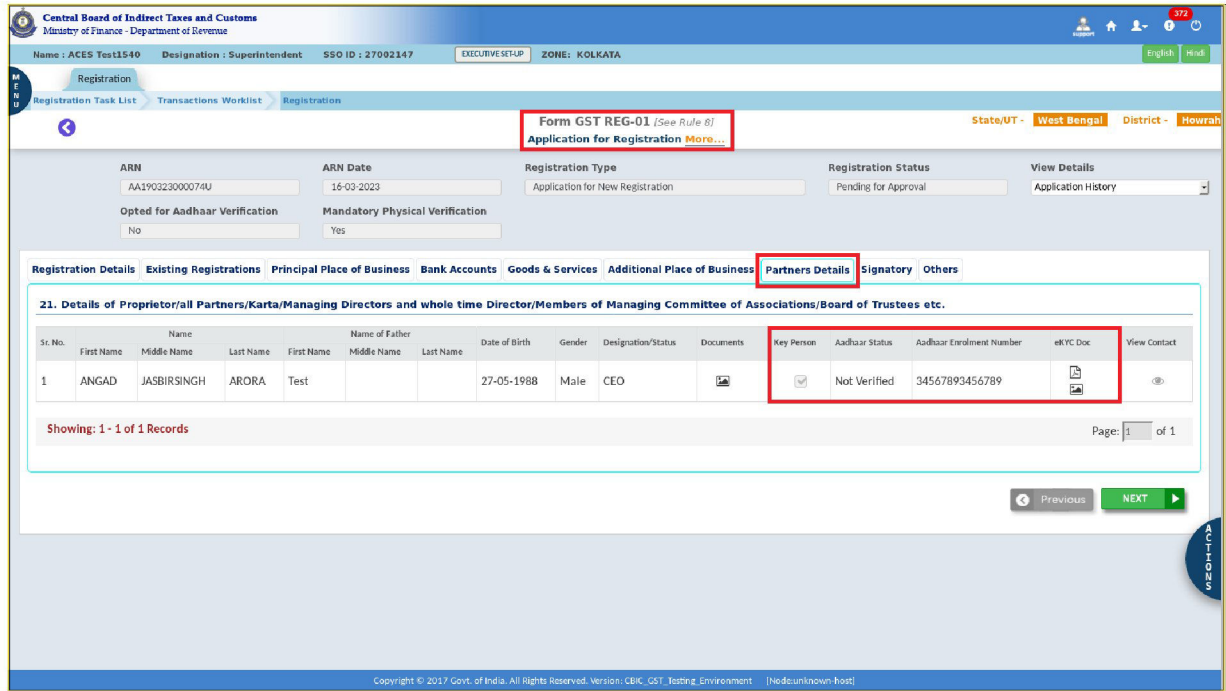 Central Board of Indirect Taxes and Customs
Ministry of Finance - Department of Revenue
support
372
Name : ACES Test1540 Designation : Superintendent SSO ID : 27002147 EXECUTIVE SET-UP ZONE: KOLKATA English Hindi
MENU
Registration
Registration Task List Transactions Worklist Registration
Form GST REG-01 [See Rule 8]
Application for Registration More...
State/UT - West Bengal District - Howrah
ARN ARN Date Registration Type Registration Status View Details
AA190323000074U 16-03-2023 Application for New Registration Pending for Approval Application History
Opted for Aadhaar Verification Mandatory Physical Verification
No Yes
Registration Details Existing Registrations Principal Place of Business Bank Accounts Goods & Services Additional Place of Business Partners Details Signatory Others
21. Details of Proprietor/all Partners/Karta/Managing Directors and whole time Director/Members of Managing Committee of Associations/Board of Trustees etc.
Sr. No. Name Name of Father Date of Birth Gender Designation/Status Documents Key Person Aadhaar Status Aadhaar Enrolment Number eKYC Doc View Contact
First Name Middle Name Last Name First Name Middle Name Last Name
1 ANGAD JASBIRSINGH ARORA Test 27-05-1988 Male CEO Not Verified 34567893456789
Showing: 1 - 1 of 1 Records Page: 1 of 1
Previous NEXT
ACTIONS
Copyright © 2017 Govt. of India. All Rights Reserved. Version: CBIC_GST_Testing_Environment [Node:unknown-host]